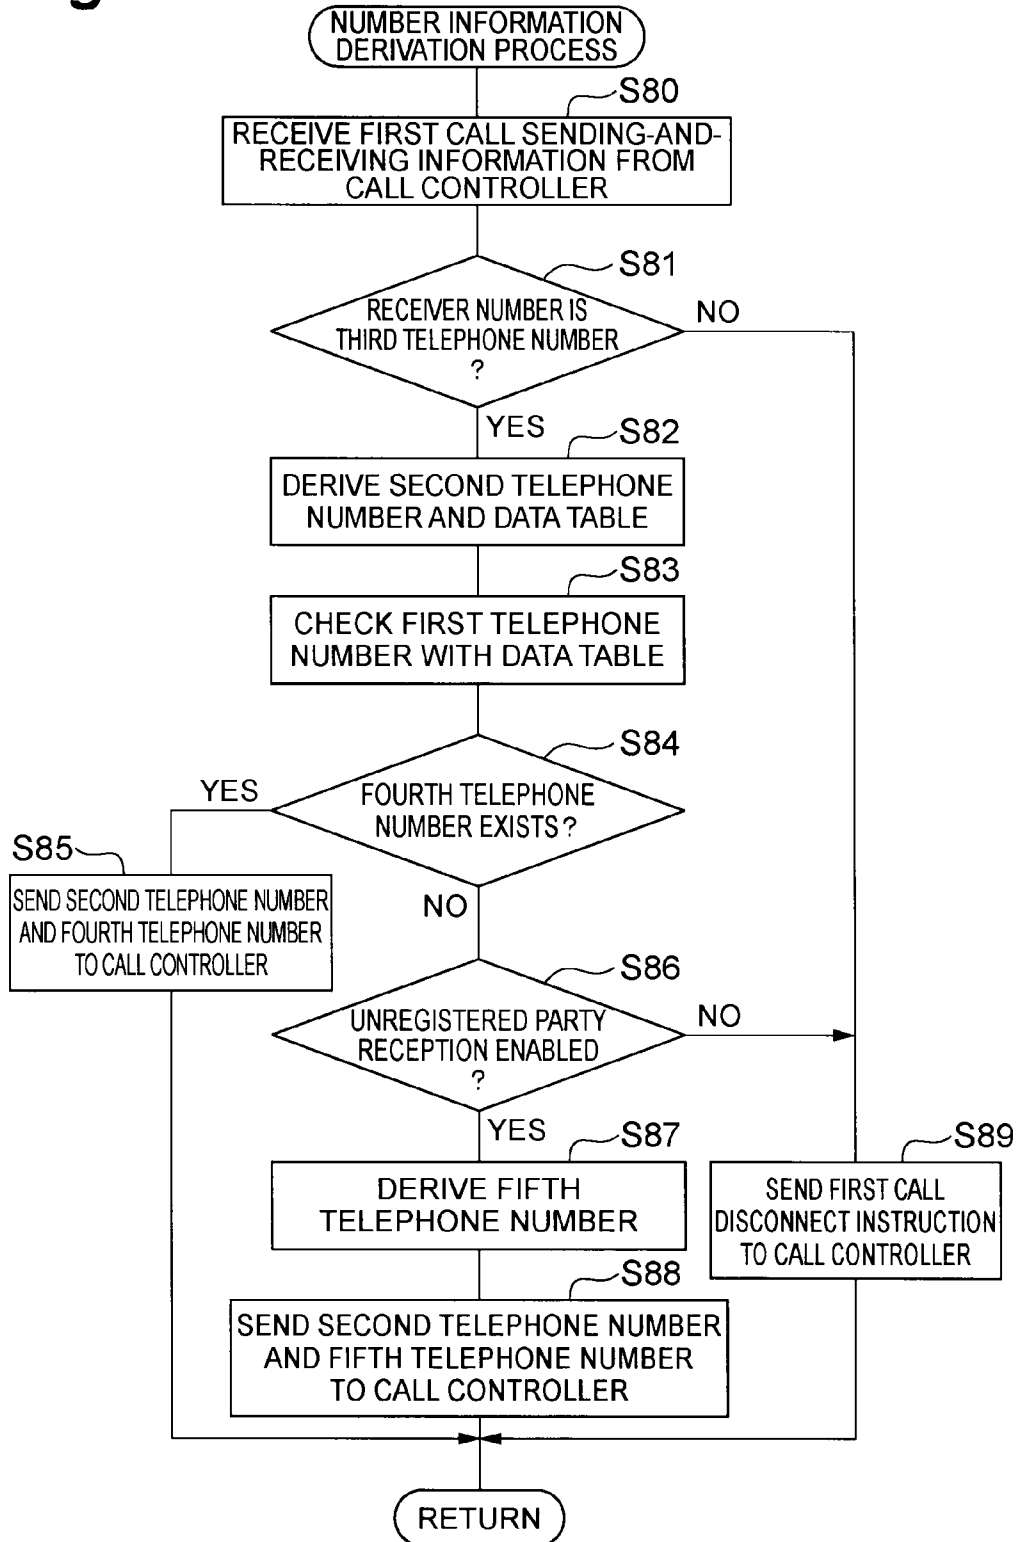 NUMBER INFORMATION
DERIVATION PROCESS
S80
RECEIVE FIRST CALL SENDING-AND-
RECEIVING INFORMATION FROM
CALL CONTROLLER
S81
RECEIVER NUMBER IS
THIRD TELEPHONE NUMBER
?
NO
YES
S82
DERIVE SECOND TELEPHONE
NUMBER AND DATA TABLE
S83
CHECK FIRST TELEPHONE
NUMBER WITH DATA TABLE
S84
YES
FOURTH TELEPHONE
NUMBER EXISTS?
S85
SEND SECOND TELEPHONE NUMBER
AND FOURTH TELEPHONE NUMBER
TO CALL CONTROLLER
NO
S86
UNREGISTERED PARTY
RECEPTION ENABLED
?
NO
YES
S87
DERIVE FIFTH
TELEPHONE NUMBER
S89
SEND FIRST CALL
DISCONNECT INSTRUCTION
TO CALL CONTROLLER
S88
SEND SECOND TELEPHONE NUMBER
AND FIFTH TELEPHONE NUMBER
TO CALL CONTROLLER
RETURN